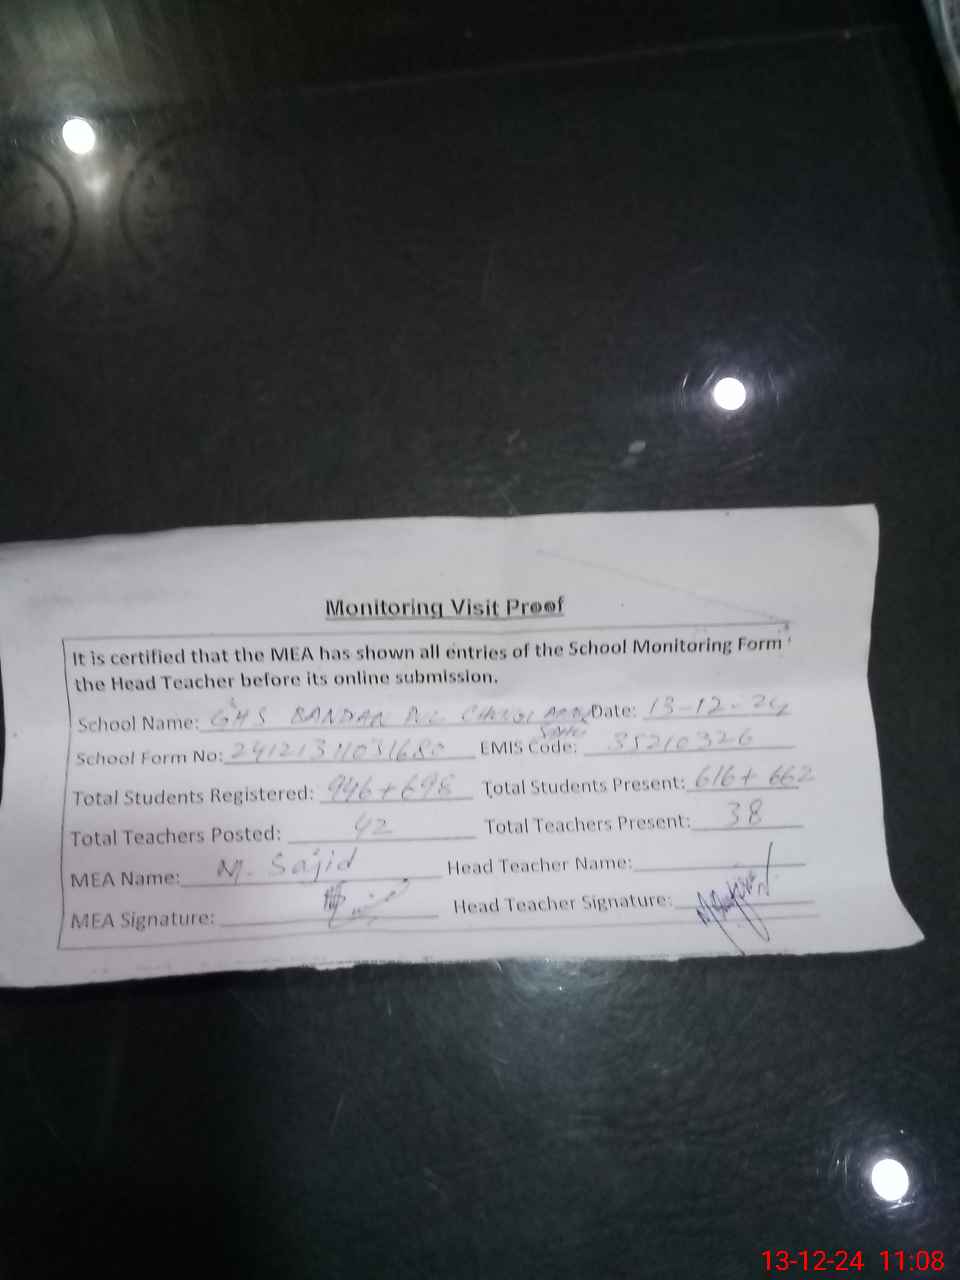 Monitoring Visit Proof
It is certified that the MEA has shown all entries of the School Monitoring Form
the Head Teacher before its online submission.
School Name: GHS Date: 13-12-24
School Form No: EMIS Code: 35210326
Total Students Registered: 946+698 Total Students Present: 616+662
Total Teachers Posted: 42 Total Teachers Present: 38
MEA Name: M. Sajid Head Teacher Name:
MEA Signature: Head Teacher Signature:
13-12-24 11:08